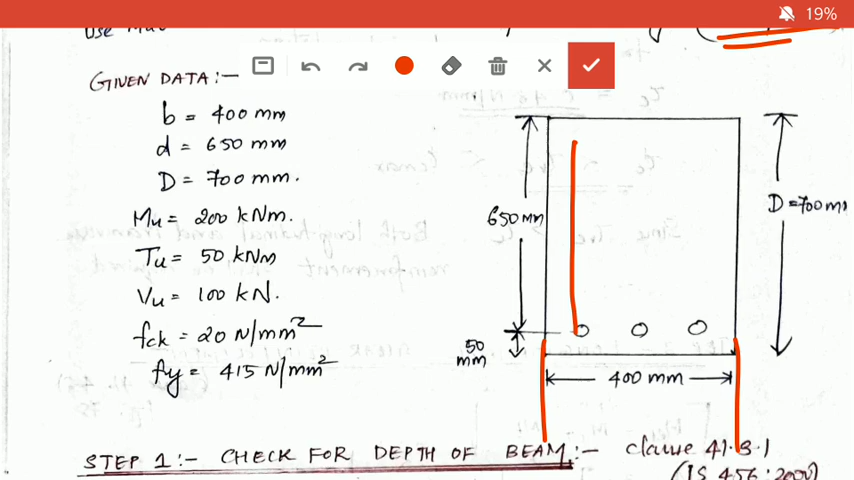 19%
use
GIVEN DATA :-
b = 400 mm
d = 650 mm
D = 700 mm.
Mu = 200 kNm.
Tu = 50 kNm
Vu = 100 kN.
fck = 20 N/mm²
fy = 415 N/mm²
650 mm
D = 700 mm
50
mm
400 mm
STEP 1 :- CHECK FOR DEPTH OF BEAM :- clause 41.3.1
(IS 456 : 2000)